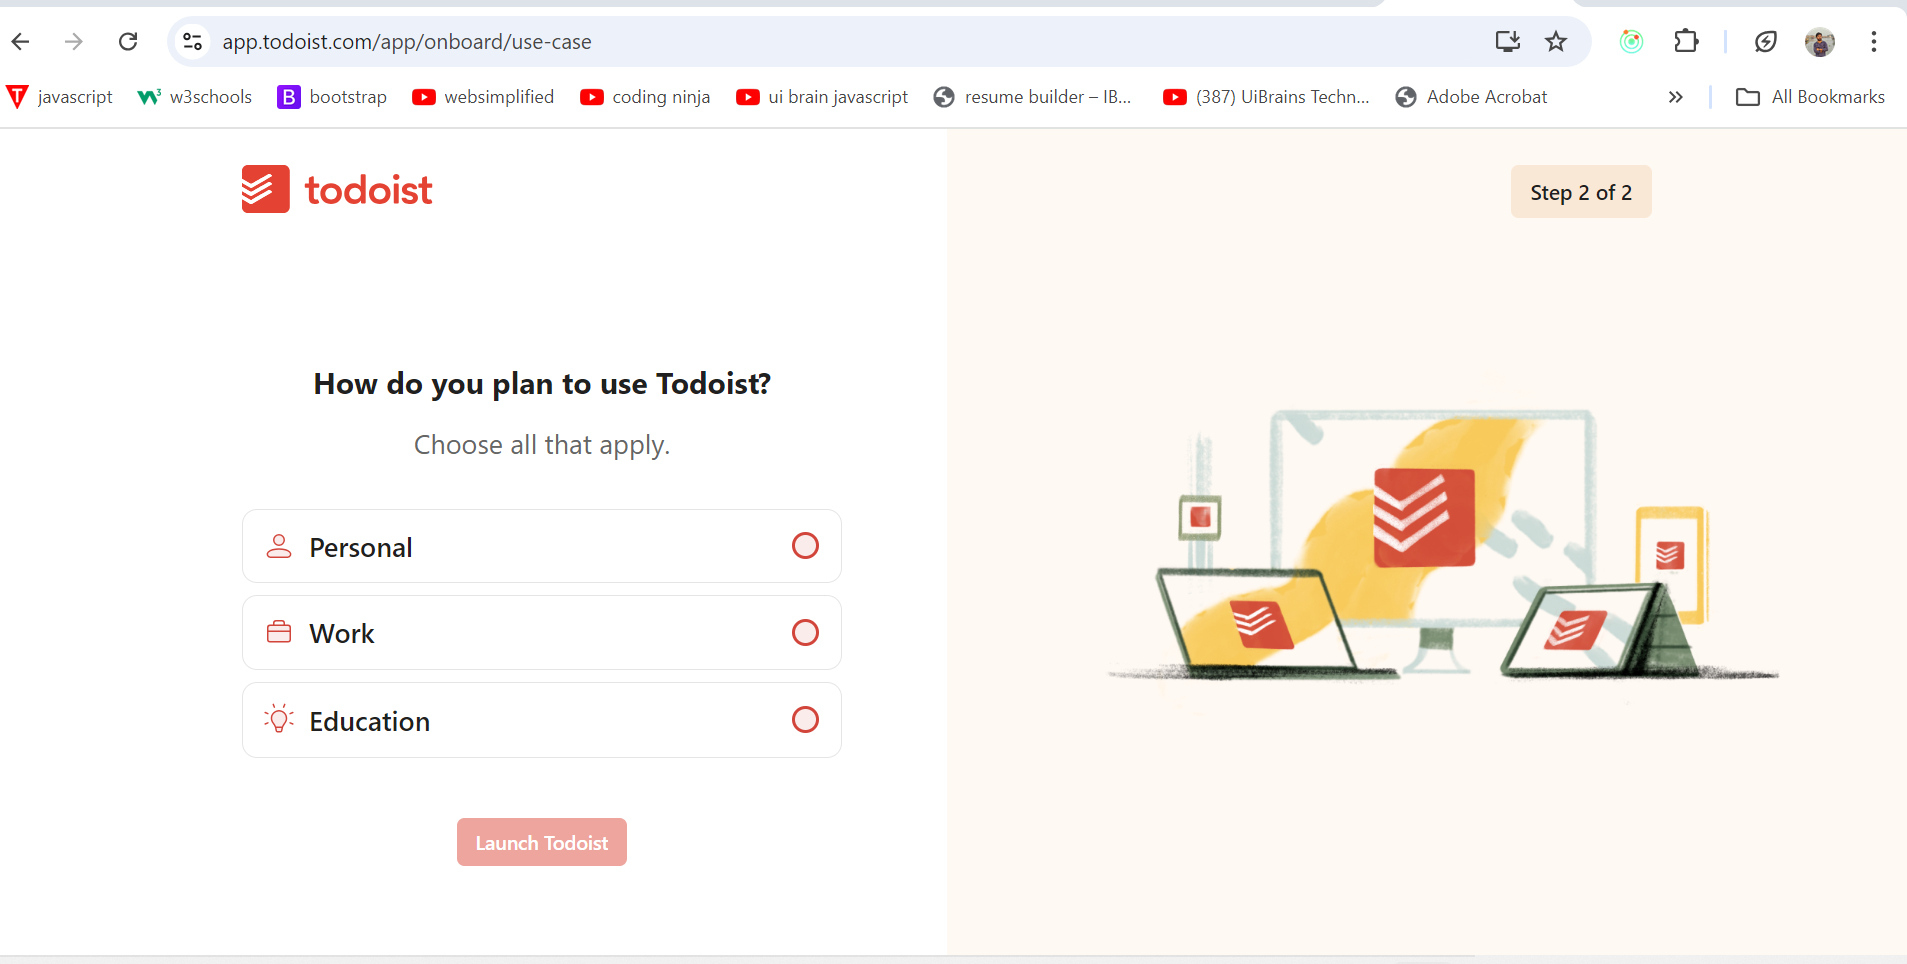 app.todoist.com/app/onboard/use-case
javascript w3schools bootstrap websimplified coding ninja ui brain javascript resume builder – IB... (387) UiBrains Techn... Adobe Acrobat All Bookmarks
todoist
Step 2 of 2
How do you plan to use Todoist?
Choose all that apply.
Personal
Work
Education
Launch Todoist